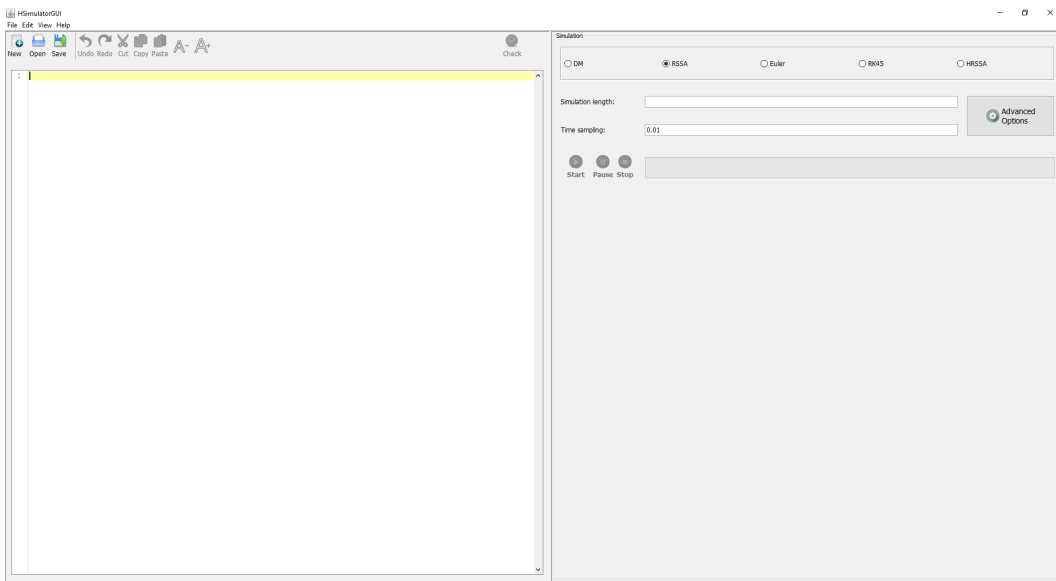 HSimulatorGUI
File Edit View Help
New Open Save Undo Redo Cut Copy Paste A- A+ Check
1
Simulation
DM RSSA Euler RK45 HRSSA
Simulation length:
Advanced
Options
Time sampling: 0.01
Start Pause Stop